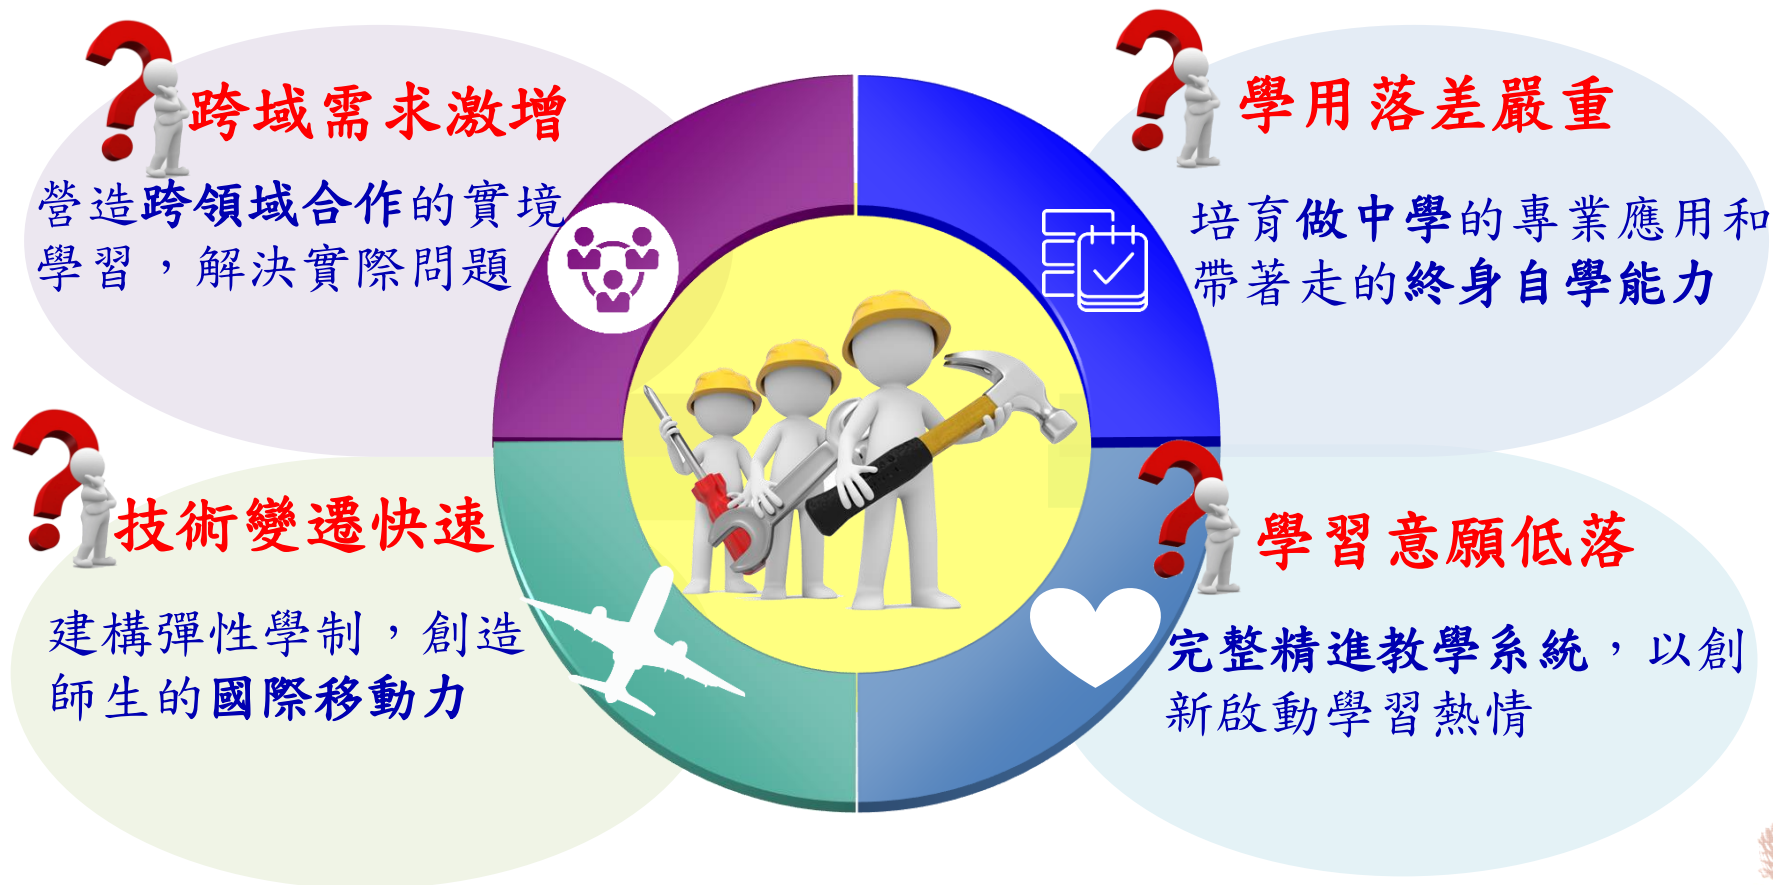 跨域需求激增
營造跨領域合作的實境
學習，解決實際問題
學用落差嚴重
培育做中學的專業應用和
帶著走的終身自學能力
技術變遷快速
建構彈性學制，創造
師生的國際移動力
學習意願低落
完整精進教學系統，以創
新啟動學習熱情